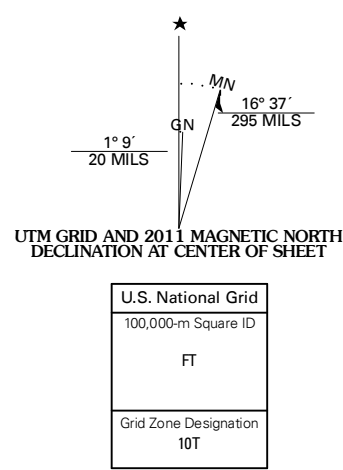 MN
16° 37´
295 MILS
GN
1° 9´
20 MILS
UTM GRID AND 2011 MAGNETIC NORTH
DECLINATION AT CENTER OF SHEET
U.S. National Grid
100,000-m Square ID
FT
Grid Zone Designation
10T